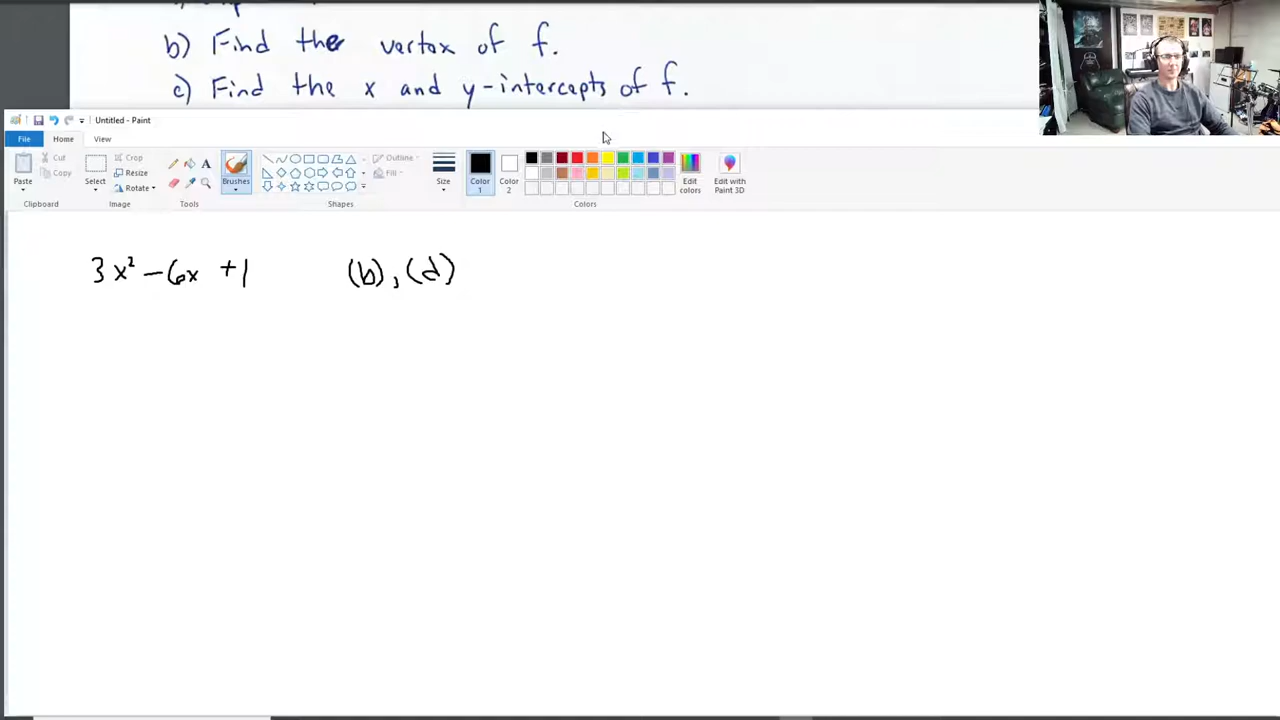 b) Find the vertex of f.
c) Find the x and y-intercepts of f.
Untitled - Paint
File Home View
Paste Cut Copy Select Crop Resize Rotate Brushes Outline Fill Size Color 1 Color 2 Edit colors Edit with Paint 3D
Clipboard Image Tools Shapes Colors
3x² - 6x + 1 (b), (d)